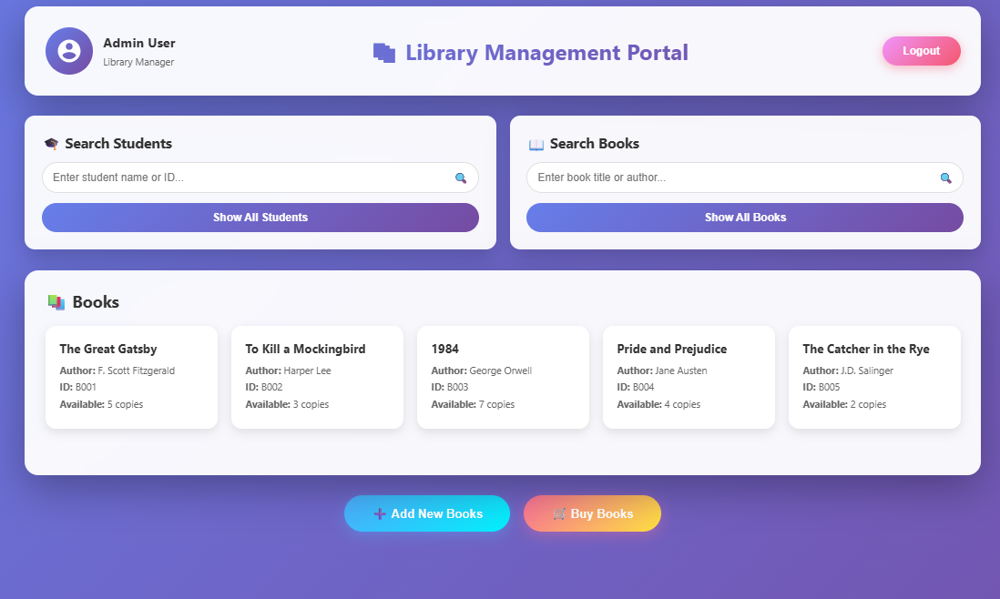 Admin User
Library Manager
Library Management Portal
Logout
Search Students
Enter student name or ID...
Show All Students
Search Books
Enter book title or author...
Show All Books
Books
The Great Gatsby
Author: F. Scott Fitzgerald
ID: B001
Available: 5 copies
To Kill a Mockingbird
Author: Harper Lee
ID: B002
Available: 3 copies
1984
Author: George Orwell
ID: B003
Available: 7 copies
Pride and Prejudice
Author: Jane Austen
ID: B004
Available: 4 copies
The Catcher in the Rye
Author: J.D. Salinger
ID: B005
Available: 2 copies
Add New Books
Buy Books